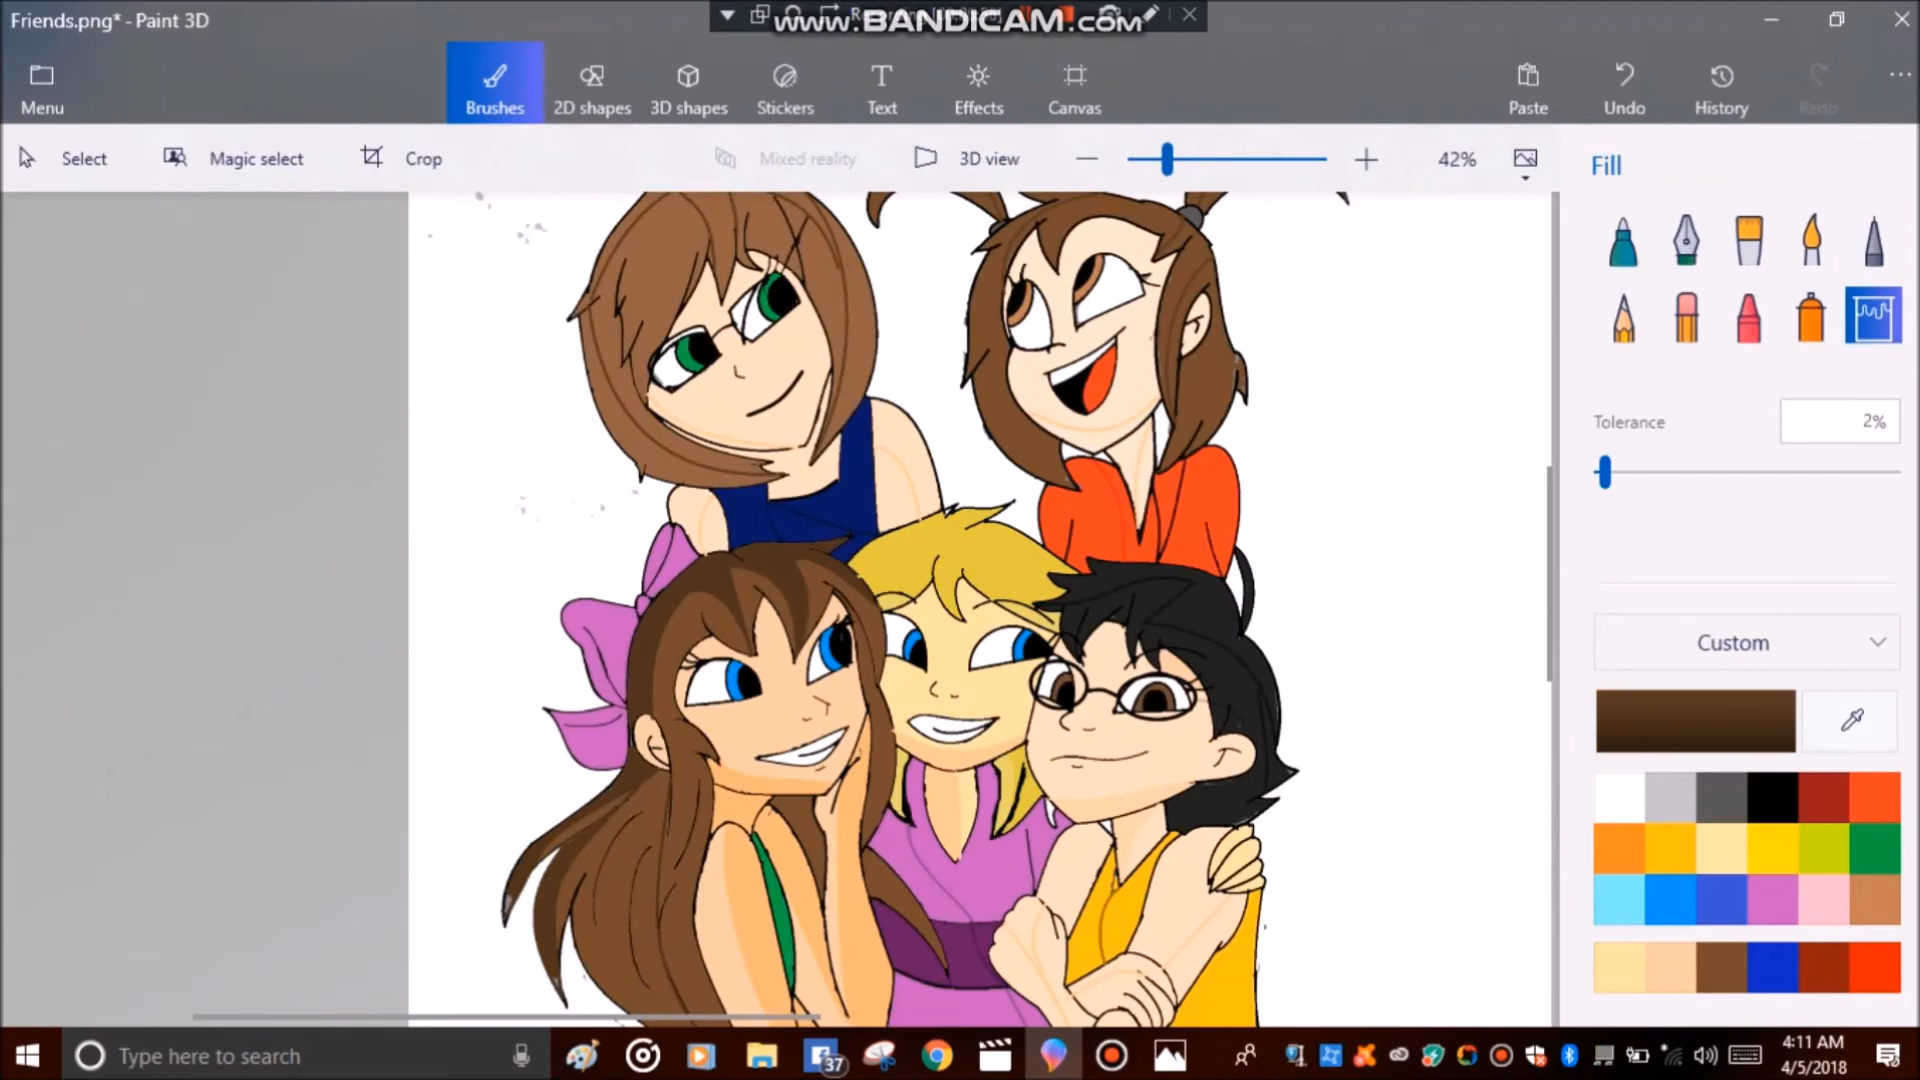 Friends.png* - Paint 3D
www.BANDICAM.com
Menu
Brushes
2D shapes
3D shapes
Stickers
Text
Effects
Canvas
Paste
Undo
History
Redo
Select
Magic select
Crop
Mixed reality
3D view
42%
Fill
Tolerance
2%
Custom
Type here to search
37
4:11 AM
4/5/2018